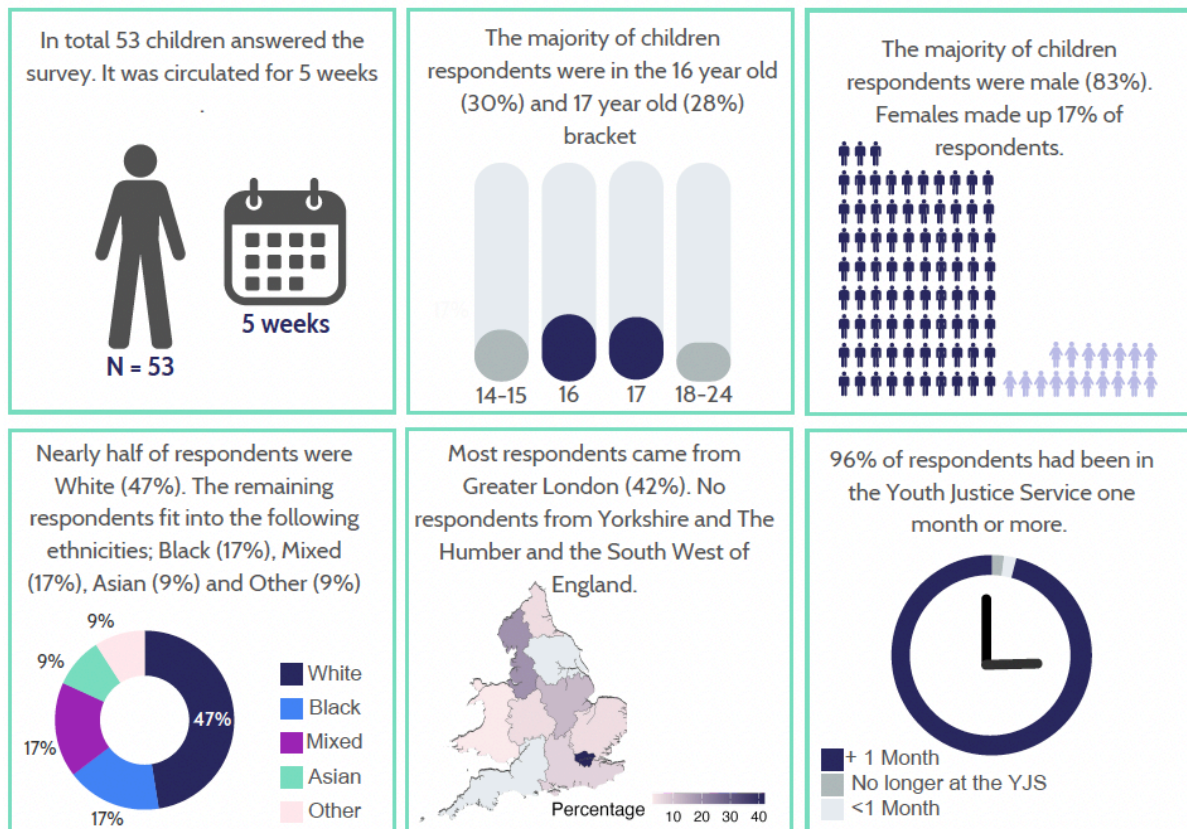 In total 53 children answered the
survey. It was circulated for 5 weeks
.
N = 53
5 weeks
The majority of children
respondents were in the 16 year old
(30%) and 17 year old (28%)
bracket
14-15
16
17
18-24
The majority of children
respondents were male (83%).
Females made up 17% of
respondents.
Nearly half of respondents were
White (47%). The remaining
respondents fit into the following
ethnicities; Black (17%), Mixed
(17%), Asian (9%) and Other (9%)
9%
9%
47%
17%
17%
White
Black
Mixed
Asian
Other
Most respondents came from
Greater London (42%). No
respondents from Yorkshire and The
Humber and the South West of
England.
Percentage
10 20 30 40
96% of respondents had been in
the Youth Justice Service one
month or more.
+ 1 Month
No longer at the YJS
<1 Month